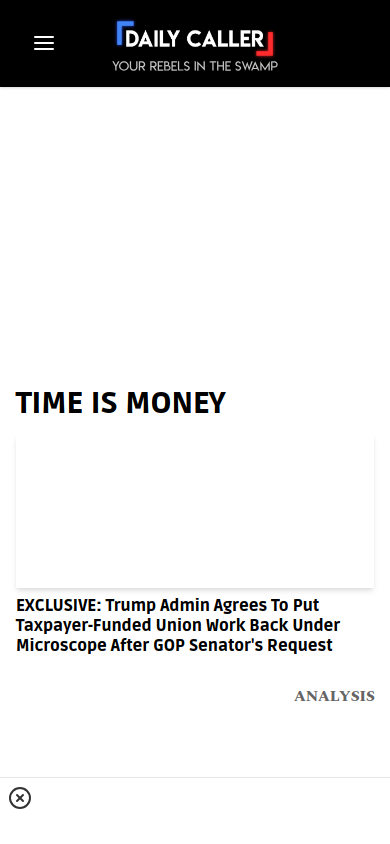 DAILY CALLER
YOUR REBELS IN THE SWAMP
TIME IS MONEY
EXCLUSIVE: Trump Admin Agrees To Put
Taxpayer-Funded Union Work Back Under
Microscope After GOP Senator's Request
ANALYSIS